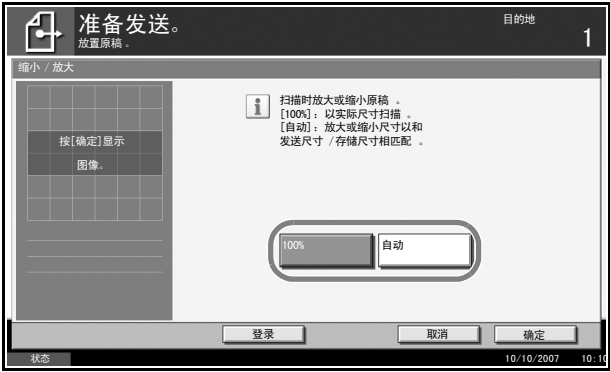 准备发送。
放置原稿 。
目的地
1
缩小 / 放大
按[确定]显示
图像。
扫描时放大或缩小原稿 。
[100%]：以实际尺寸扫描 。
[自动]：放大或缩小尺寸以和
发送尺寸 /存储尺寸相匹配 。
100%
自动
登录
取消
确定
状态
10/10/2007 10:10